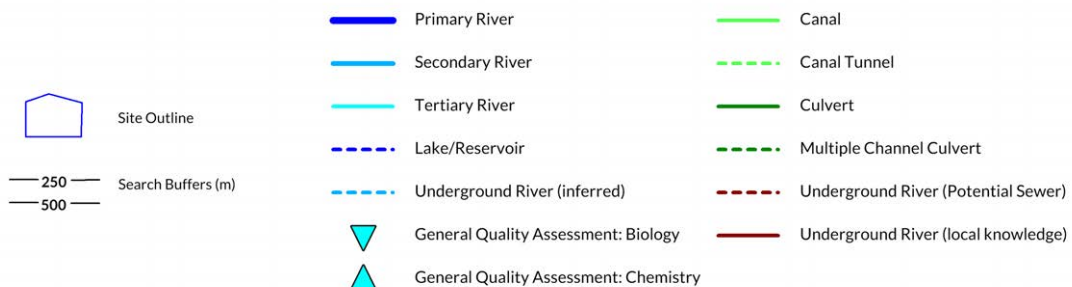 Site Outline
250
500
Search Buffers (m)
Primary River
Secondary River
Tertiary River
Lake/Reservoir
Underground River (inferred)
General Quality Assessment: Biology
General Quality Assessment: Chemistry
Canal
Canal Tunnel
Culvert
Multiple Channel Culvert
Underground River (Potential Sewer)
Underground River (local knowledge)